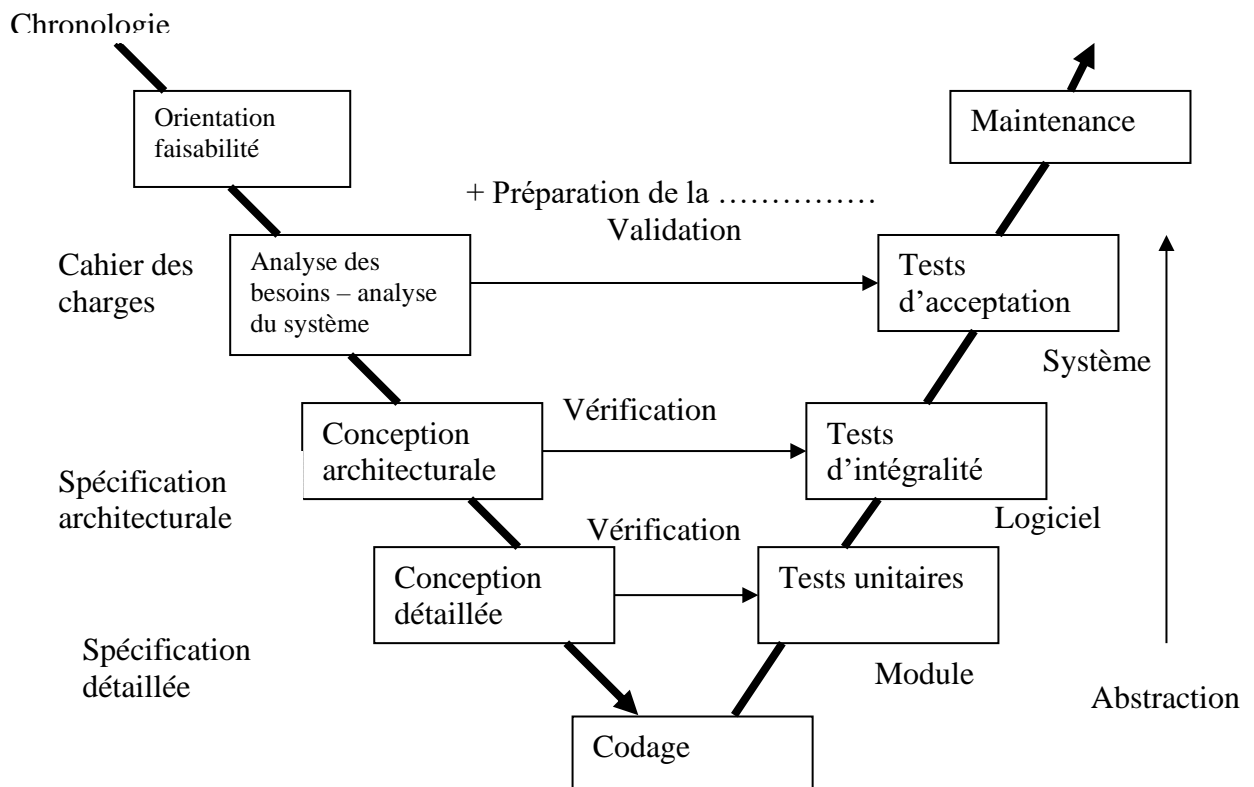 Chronologie
Orientation
faisabilité
Maintenance
+ Préparation de la ……………
Validation
Cahier des
charges
Analyse des
besoins – analyse
du système
Tests
d’acceptation
Système
Vérification
Conception
architecturale
Tests
d’intégralité
Spécification
architecturale
Logiciel
Vérification
Conception
détaillée
Tests unitaires
Spécification
détaillée
Module
Abstraction
Codage